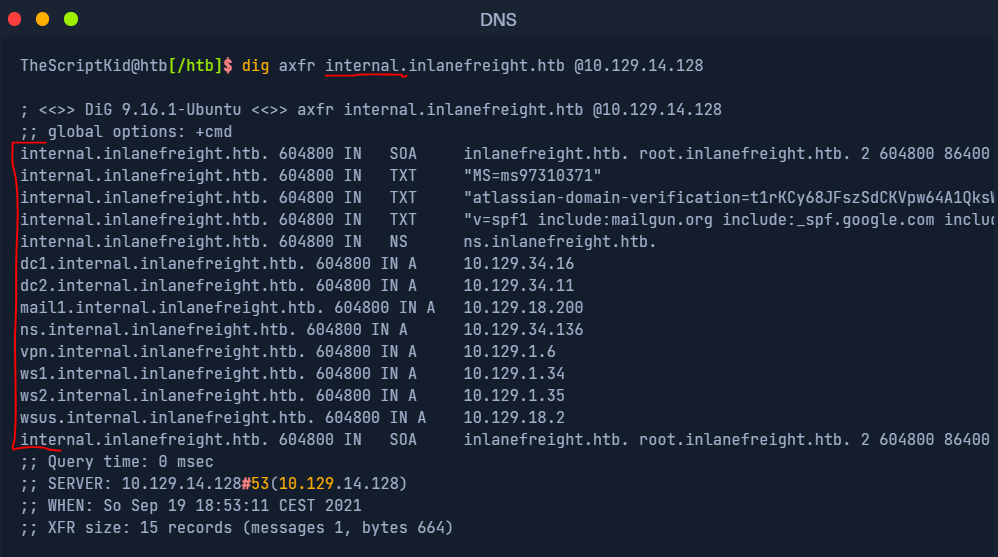 DNS
TheScriptKid@htb[/htb]$ dig axfr internal.inlanefreight.htb @10.129.14.128
; <<>> DiG 9.16.1-Ubuntu <<>> axfr internal.inlanefreight.htb @10.129.14.128
;; global options: +cmd
internal.inlanefreight.htb. 604800 IN   SOA     inlanefreight.htb. root.inlanefreight.htb. 2 604800 86400
internal.inlanefreight.htb. 604800 IN   TXT     "MS=ms97310371"
internal.inlanefreight.htb. 604800 IN   TXT     "atlassian-domain-verification=t1rKCy68JFszSdCKVpw64A1QksW
internal.inlanefreight.htb. 604800 IN   TXT     "v=spf1 include:mailgun.org include:_spf.google.com includ
internal.inlanefreight.htb. 604800 IN   NS      ns.inlanefreight.htb.
dc1.internal.inlanefreight.htb. 604800 IN A     10.129.34.16
dc2.internal.inlanefreight.htb. 604800 IN A     10.129.34.11
mail1.internal.inlanefreight.htb. 604800 IN A   10.129.18.200
ns.internal.inlanefreight.htb. 604800 IN A      10.129.34.136
vpn.internal.inlanefreight.htb. 604800 IN A     10.129.1.6
ws1.internal.inlanefreight.htb. 604800 IN A     10.129.1.34
ws2.internal.inlanefreight.htb. 604800 IN A     10.129.1.35
wsus.internal.inlanefreight.htb. 604800 IN A    10.129.18.2
internal.inlanefreight.htb. 604800 IN   SOA     inlanefreight.htb. root.inlanefreight.htb. 2 604800 86400
;; Query time: 0 msec
;; SERVER: 10.129.14.128#53(10.129.14.128)
;; WHEN: So Sep 19 18:53:11 CEST 2021
;; XFR size: 15 records (messages 1, bytes 664)